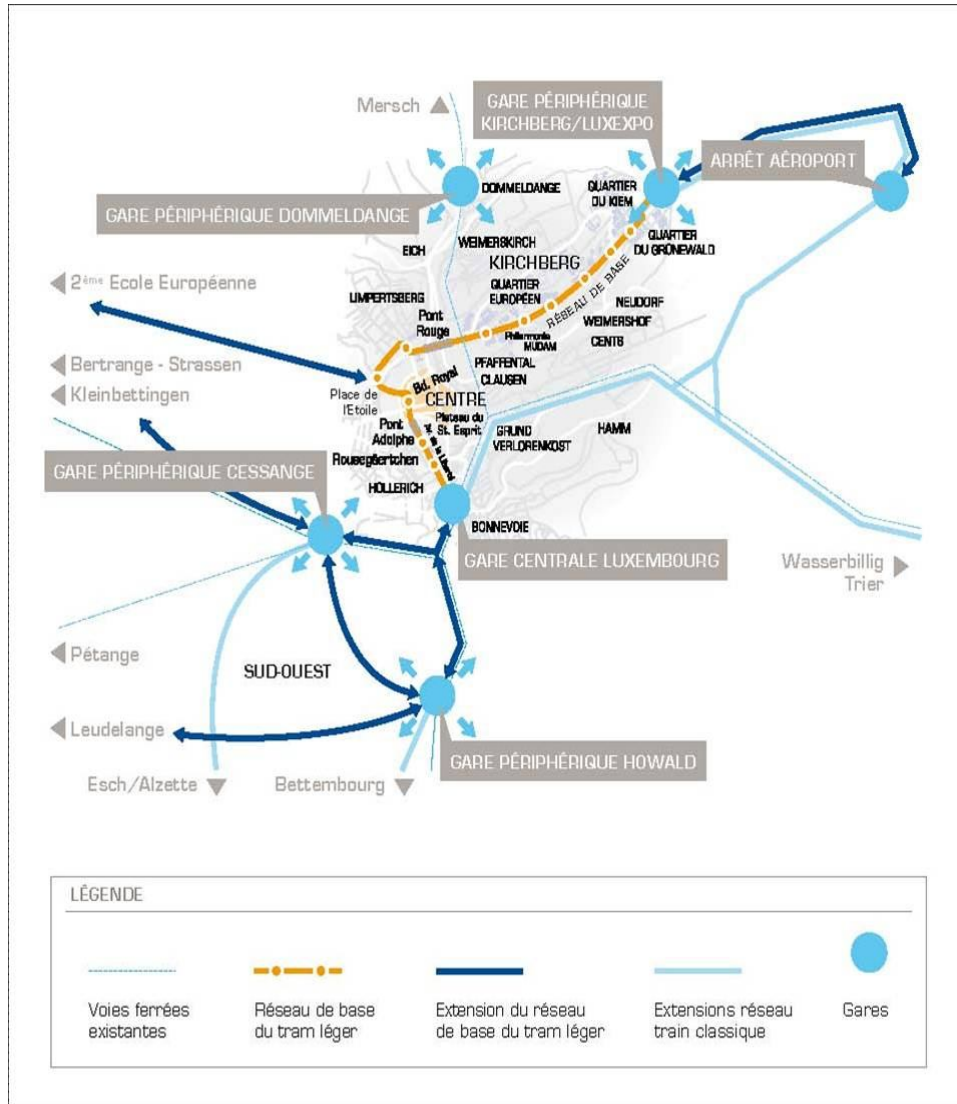 Mersch
GARE PÉRIPHÉRIQUE
KIRCHBERG/LUXEXPO
ARRÊT AÉROPORT
GARE PÉRIPHÉRIQUE DOMMELDANGE
DOMMELDANGE
QUARTIER
DU KIEM
EICH
WEIMERSKIRCH
QUARTIER
DU GRÜNEWALD
KIRCHBERG
2ème Ecole Européenne
LIMPERTSBERG
QUARTIER
EUROPÉEN
RÉSEAU DE BASE
NEUDORF
Pont
Rouge
WEIMERSHOF
Philarmonie
MUDAM
CENTS
Bertrange - Strassen
PFAFFENTAL
CLAUSEN
Kleinbettingen
Place de
l'Etoile
Bd. Royal
CENTRE
Plateau du
St. Esprit
Pont
Adolphe
de la Liberté
GRUND
VERLORENKOST
HAMM
GARE PÉRIPHÉRIQUE CESSANGE
Rousegäertchen
HOLLERICH
BONNEVOIE
GARE CENTRALE LUXEMBOURG
Wasserbillig
Trier
Pétange
SUD-OUEST
Leudelange
GARE PÉRIPHÉRIQUE HOWALD
Esch/Alzette
Bettembourg
LÉGENDE
Voies ferrées
existantes
Réseau de base
du tram léger
Extension du réseau
de base du tram léger
Extensions réseau
train classique
Gares